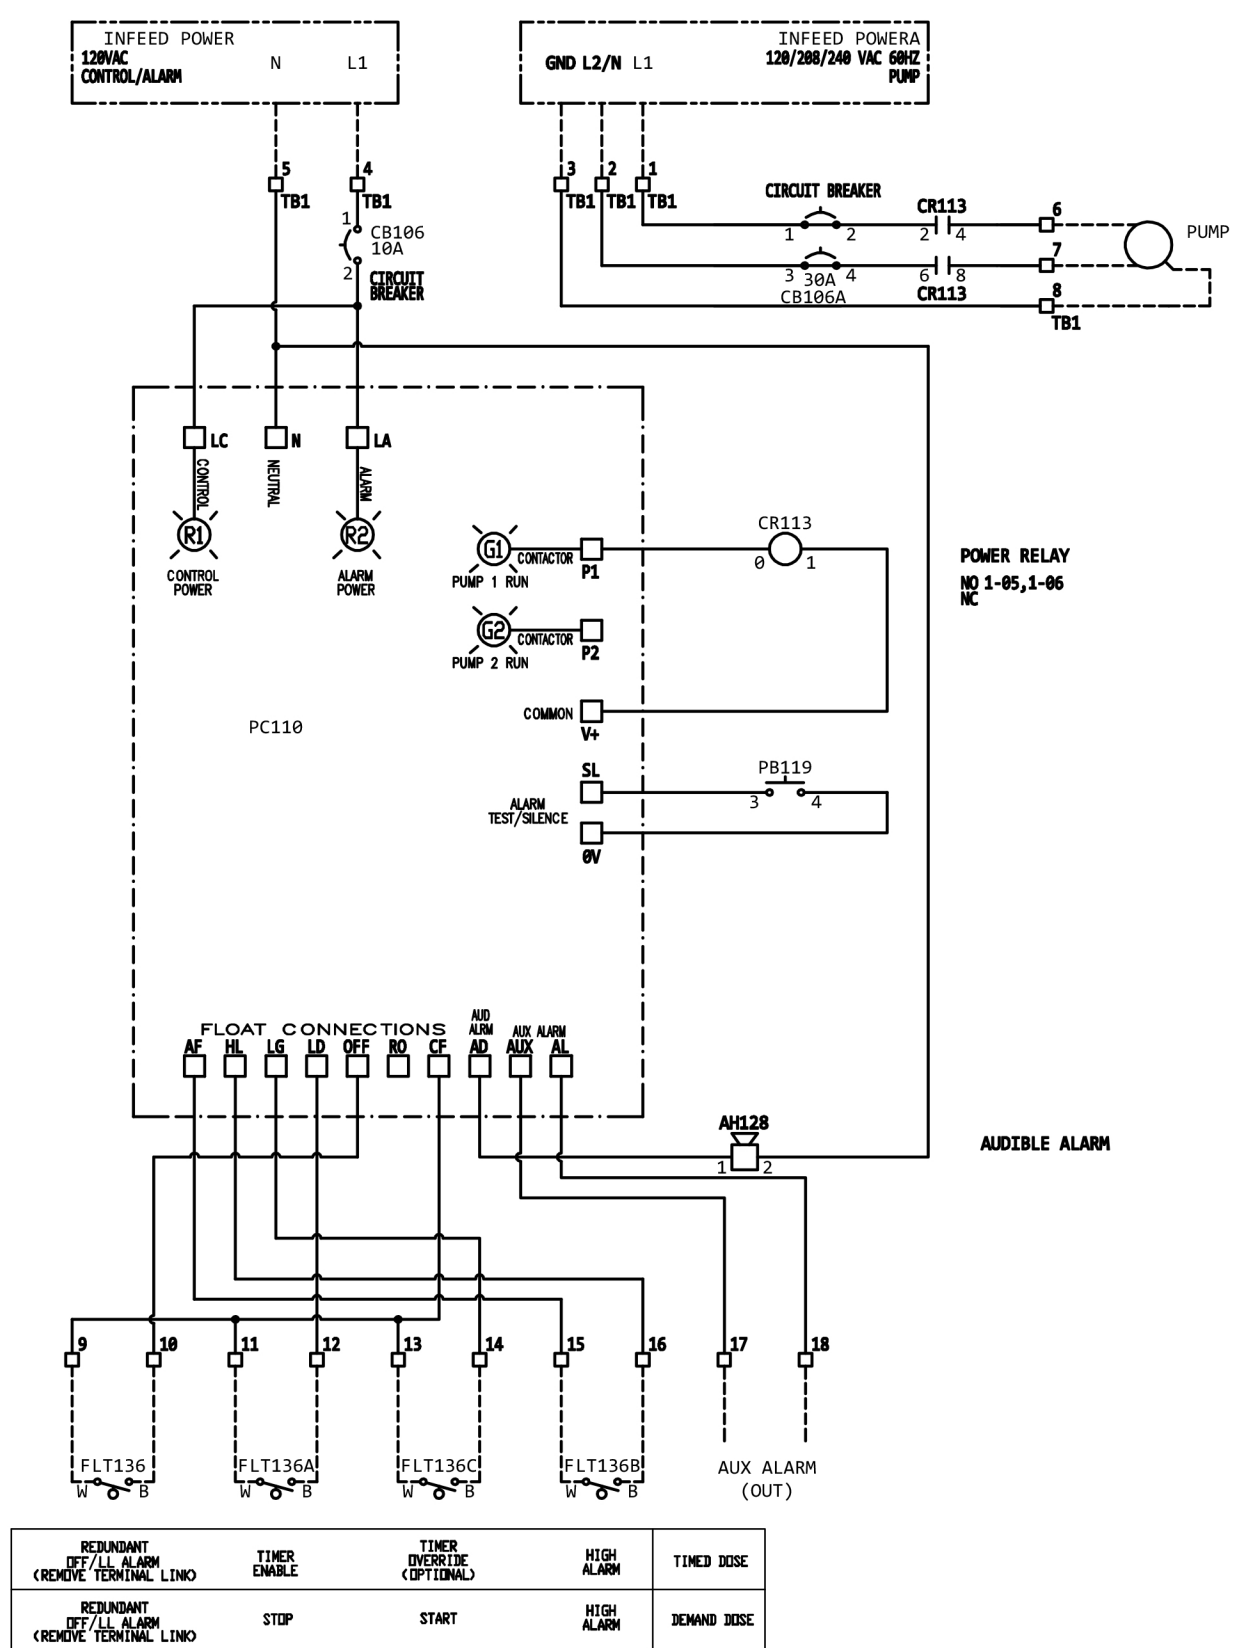 INFEED POWER
120VAC
CONTROL/ALARM
N
L1
INFEED POWERA
GND L2/N L1
120/208/240 VAC 60HZ
PUMP
5
TB1
4
TB1
3
TB1
2
TB1
1
TB1
1
CB106
10A
2
CIRCUIT
BREAKER
CIRCUIT BREAKER
1
2
CR113
2
4
6
PUMP
3
30A
4
CB106A
6
8
CR113
7
8
TB1
LC
N
LA
CONTROL
NEUTRAL
ALARM
R1
R2
CONTROL
POWER
ALARM
POWER
G1
CONTACTOR
P1
PUMP 1 RUN
CR113
0
1
POWER RELAY
NO 1-05,1-06
NC
G2
CONTACTOR
P2
PUMP 2 RUN
COMMON
V+
PC110
SL
PB119
3
4
ALARM
TEST/SILENCE
0V
FLOAT CONNECTIONS
AUD
ALRM
AUX ALARM
AF
HL
LG
LD
OFF
RO
CF
AD
AUX
AL
AH128
1
2
AUDIBLE ALARM
9
10
11
12
13
14
15
16
17
18
FLT136
W
B
FLT136A
W
B
FLT136C
W
B
FLT136B
W
B
AUX ALARM
(OUT)
REDUNDANT
OFF/LL ALARM
(REMOVE TERMINAL LINK)
TIMER
ENABLE
TIMER
OVERRIDE
(OPTIONAL)
HIGH
ALARM
TIMED DOSE
REDUNDANT
OFF/LL ALARM
(REMOVE TERMINAL LINK)
STOP
START
HIGH
ALARM
DEMAND DOSE